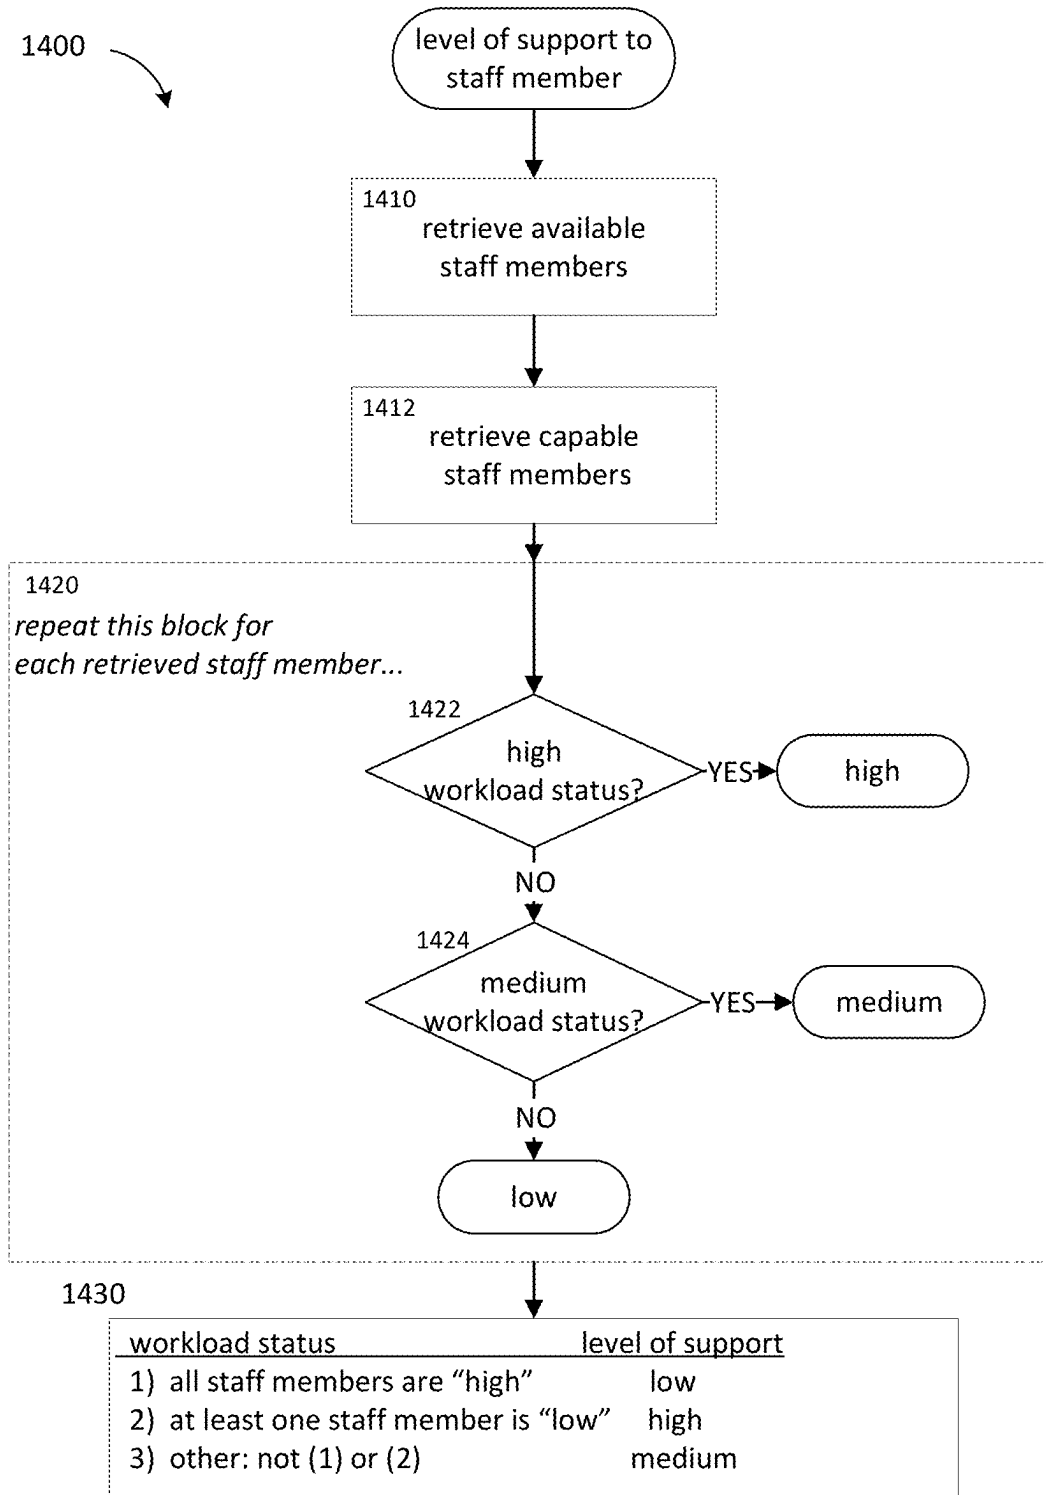 1400
level of support to
staff member
1410
retrieve available
staff members
1412
retrieve capable
staff members
1420
repeat this block for
each retrieved staff member...
1422
high
workload status?
YES
high
NO
1424
medium
workload status?
YES
medium
NO
low
1430
workload status level of support
1) all staff members are “high” low
2) at least one staff member is “low” high
3) other: not (1) or (2) medium